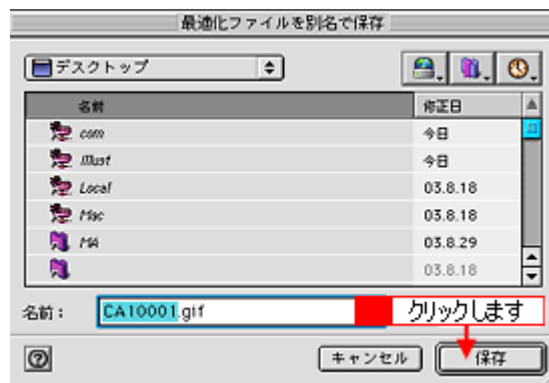 最適化ファイルを別名で保存
デスクトップ
名前 修正日
com 今日
Illust 今日
Local 03.8.18
Mac 03.8.18
MA 03.8.29
03.8.18
名前： CA10001.gif クリックします
キャンセル 保存